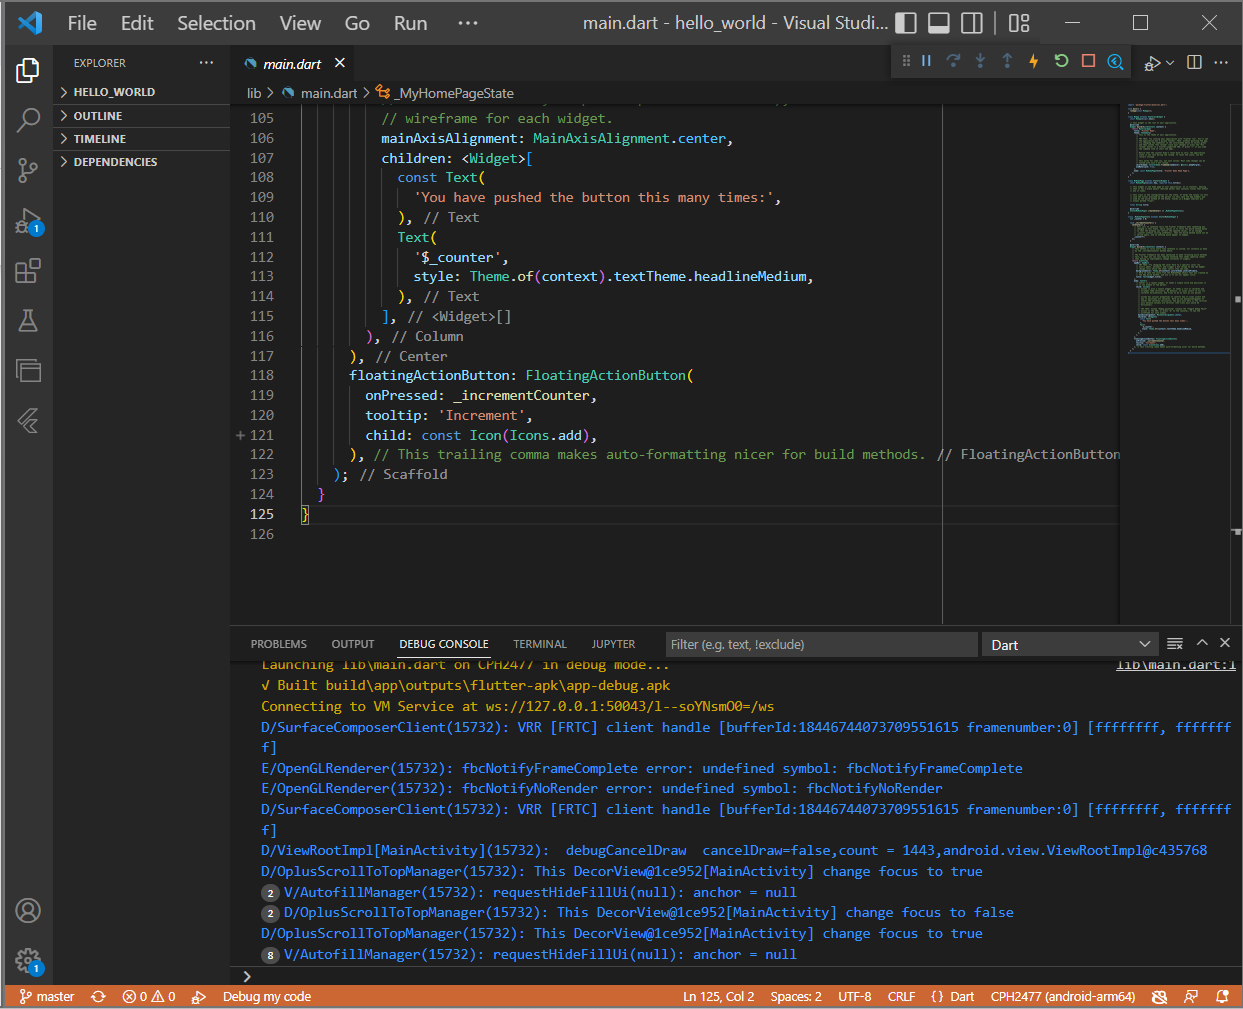 File Edit Selection View Go Run ··· main.dart - hello_world - Visual Studi...
EXPLORER ···
HELLO_WORLD
OUTLINE
TIMELINE
DEPENDENCIES
1
1
main.dart
lib > main.dart > _MyHomePageState
105 // wireframe for each widget.
106 mainAxisAlignment: MainAxisAlignment.center,
107 children: <Widget>[
108 const Text(
109 'You have pushed the button this many times:',
110 ), // Text
111 Text(
112 '$_counter',
113 style: Theme.of(context).textTheme.headlineMedium,
114 ), // Text
115 ], // <Widget>[]
116 ), // Column
117 ), // Center
118 floatingActionButton: FloatingActionButton(
119 onPressed: _incrementCounter,
120 tooltip: 'Increment',
121 child: const Icon(Icons.add),
122 ), // This trailing comma makes auto-formatting nicer for build methods. // FloatingActionButton
123 ); // Scaffold
124 }
125 }
126
PROBLEMS OUTPUT DEBUG CONSOLE TERMINAL JUPYTER Filter (e.g. text, !exclude) Dart
Launching lib\main.dart on CPH2477 in debug mode... lib\main.dart:1
√ Built build\app\outputs\flutter-apk\app-debug.apk
Connecting to VM Service at ws://127.0.0.1:50043/l--soYNsmO0=/ws
D/SurfaceComposerClient(15732): VRR [FRTC] client handle [bufferId:18446744073709551615 framenumber:0] [ffffffff, fffffff
f]
E/OpenGLRenderer(15732): fbcNotifyFrameComplete error: undefined symbol: fbcNotifyFrameComplete
E/OpenGLRenderer(15732): fbcNotifyNoRender error: undefined symbol: fbcNotifyNoRender
D/SurfaceComposerClient(15732): VRR [FRTC] client handle [bufferId:18446744073709551615 framenumber:0] [ffffffff, fffffff
f]
D/ViewRootImpl[MainActivity](15732): debugCancelDraw cancelDraw=false,count = 1443,android.view.ViewRootImpl@c435768
D/OplusScrollToTopManager(15732): This DecorView@1ce952[MainActivity] change focus to true
2 V/AutofillManager(15732): requestHideFillUi(null): anchor = null
2 D/OplusScrollToTopManager(15732): This DecorView@1ce952[MainActivity] change focus to false
D/OplusScrollToTopManager(15732): This DecorView@1ce952[MainActivity] change focus to true
8 V/AutofillManager(15732): requestHideFillUi(null): anchor = null
master 0 0 Debug my code Ln 125, Col 2 Spaces: 2 UTF-8 CRLF {} Dart CPH2477 (android-arm64)